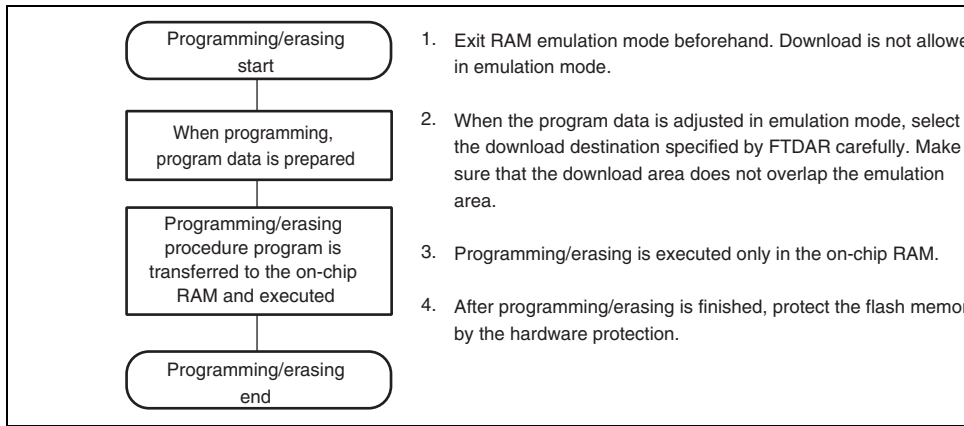 Programming/erasing
start
When programming,
program data is prepared
Programming/erasing
procedure program is
transferred to the on-chip
RAM and executed
Programming/erasing
end
1. Exit RAM emulation mode beforehand. Download is not allowe
in emulation mode.
2. When the program data is adjusted in emulation mode, select
the download destination specified by FTDAR carefully. Make
sure that the download area does not overlap the emulation
area.
3. Programming/erasing is executed only in the on-chip RAM.
4. After programming/erasing is finished, protect the flash memor
by the hardware protection.